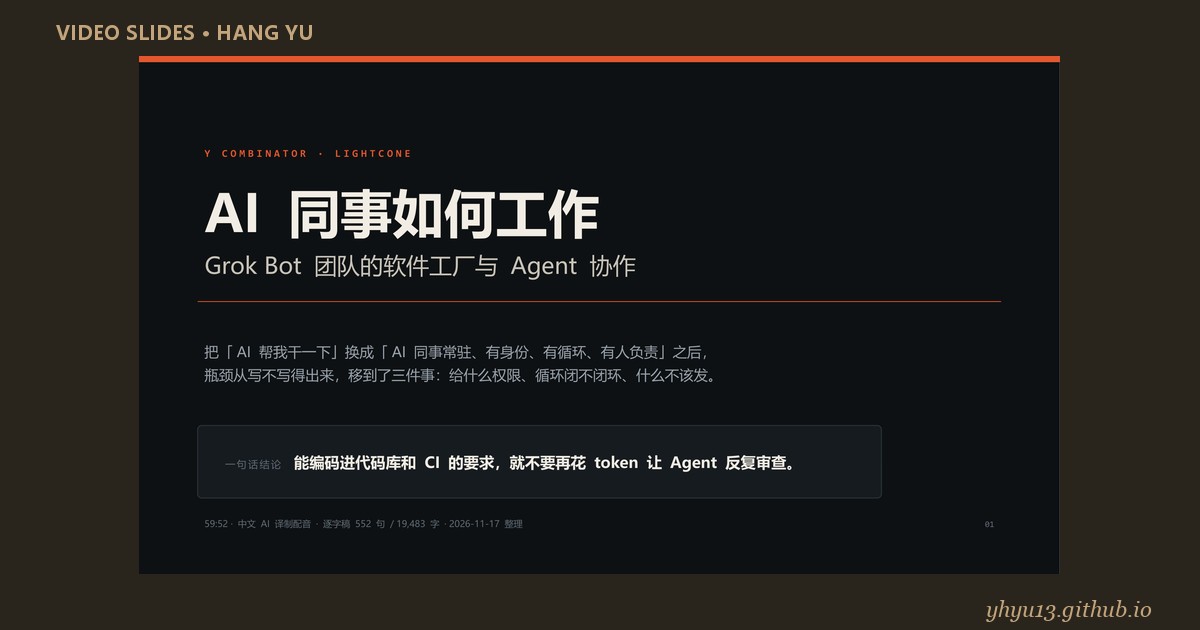 VIDEO SLIDES • HANG YU
Y COMBINATOR · LIGHTCONE
AI 同事如何工作
Grok Bot 团队的软件工厂与 Agent 协作
把「AI 帮我干一下」换成「AI 同事常驻、有身份、有循环、有人负责」之后，
瓶颈从写不写得出来，移到了三件事：给什么权限、循环闭不闭环、什么不该发。
一句话结论 能编码进代码库和 CI 的要求，就不要再花 token 让 Agent 反复审查。
59:52 · 中文 AI 译制配音 · 逐字稿 552 句 / 19,483 字 · 2026-11-17 整理
01
yhyu13.github.io